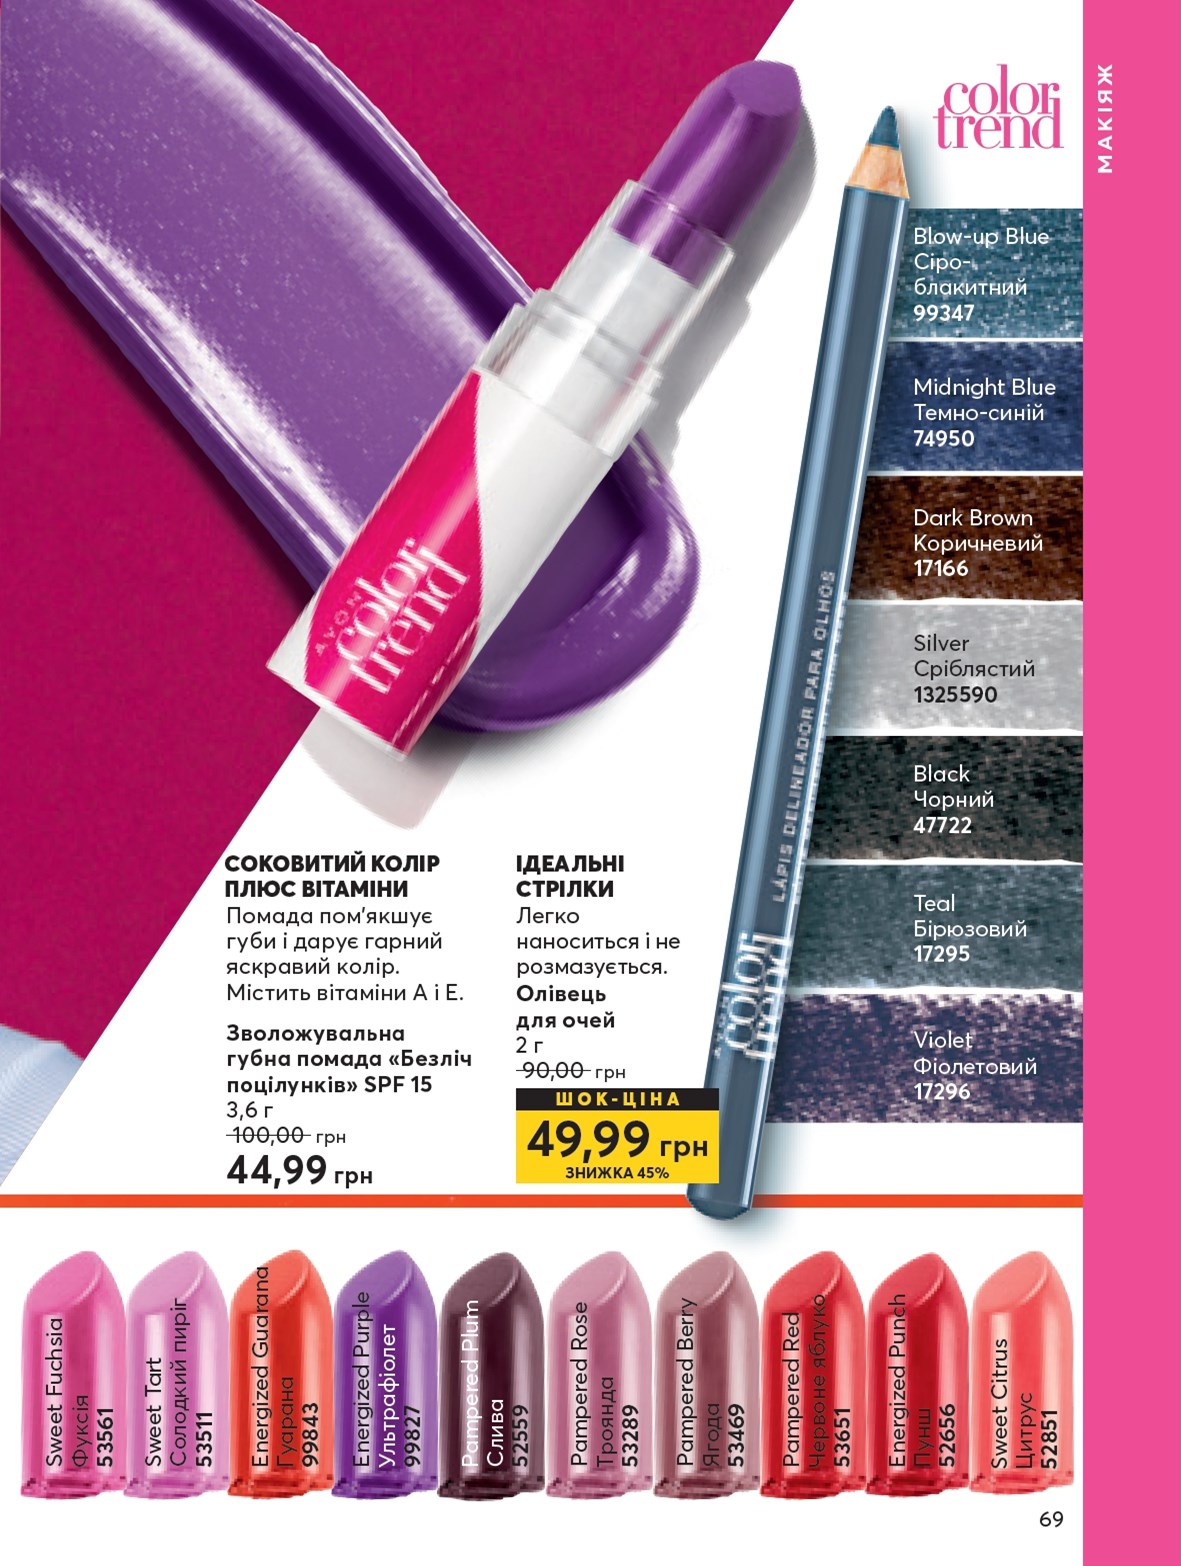 color
trend
МАКІЯЖ
Blow-up Blue
Сіро-
блакитний
99347
Midnight Blue
Темно-синій
74950
Dark Brown
Коричневий
17166
Silver
Сріблястий
1325590
Black
Чорний
47722
Teal
Бірюзовий
17295
Violet
Фіолетовий
17296
AVON
color
trend
LÁPIS DELINEADOR PARA OLHOS
color
trend
СОКОВИТИЙ КОЛІР
ПЛЮС ВІТАМІНИ
Помада пом’якшує
губи і дарує гарний
яскравий колір.
Містить вітаміни А і Е.
Зволожувальна
губна помада «Безліч
поцілунків» SPF 15
3,6 г
100,00 грн
44,99 грн
ІДЕАЛЬНІ
СТРІЛКИ
Легко
наноситься і не
розмазується.
Олівець
для очей
2 г
90,00 грн
ШОК-ЦІНА
49,99 грн
ЗНИЖКА 45%
Sweet Fuchsia
Фуксія
53561
Sweet Tart
Солодкий пиріг
53511
Energized Guarana
Гуарана
99843
Energized Purple
Ультрафіолет
99827
Pampered Plum
Слива
52559
Pampered Rose
Троянда
53289
Pampered Berry
Ягода
53469
Pampered Red
Червоне яблуко
53651
Energized Punch
Пунш
52656
Sweet Citrus
Цитрус
52851
69